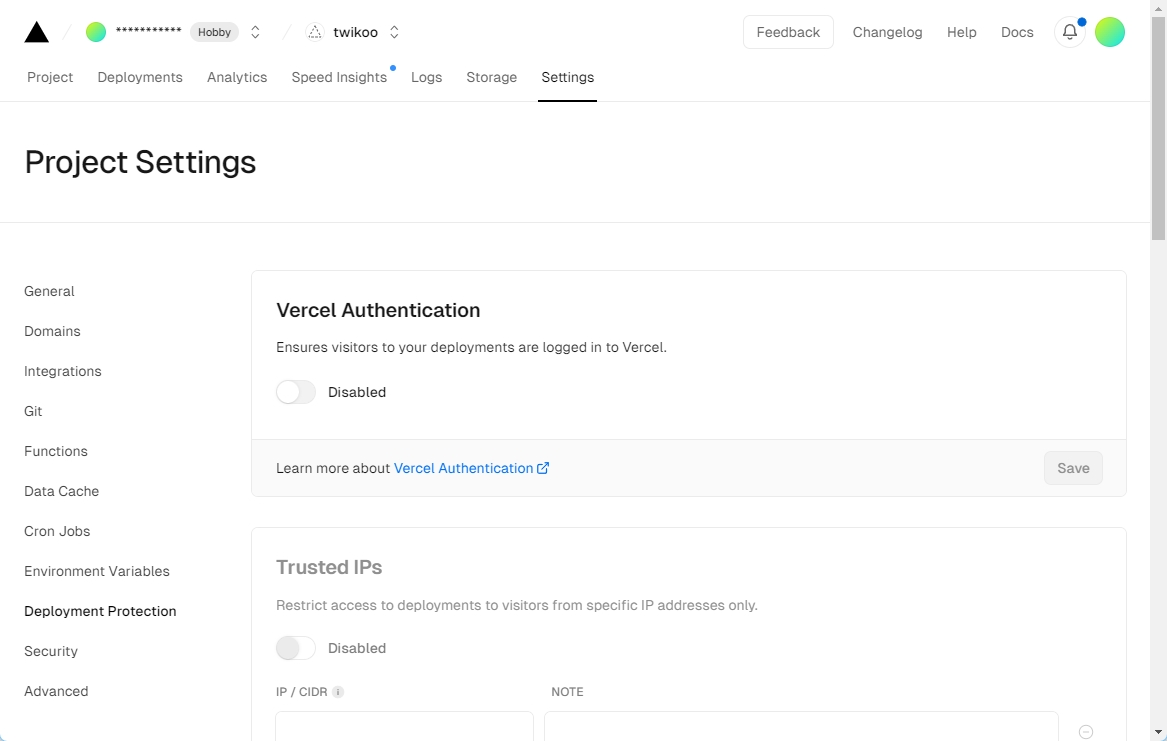 *********** Hobby twikoo Feedback Changelog Help Docs
Project Deployments Analytics Speed Insights Logs Storage Settings
Project Settings
General
Domains
Integrations
Git
Functions
Data Cache
Cron Jobs
Environment Variables
Deployment Protection
Security
Advanced
Vercel Authentication
Ensures visitors to your deployments are logged in to Vercel.
Disabled
Learn more about Vercel Authentication
Save
Trusted IPs
Restrict access to deployments to visitors from specific IP addresses only.
Disabled
IP / CIDR NOTE